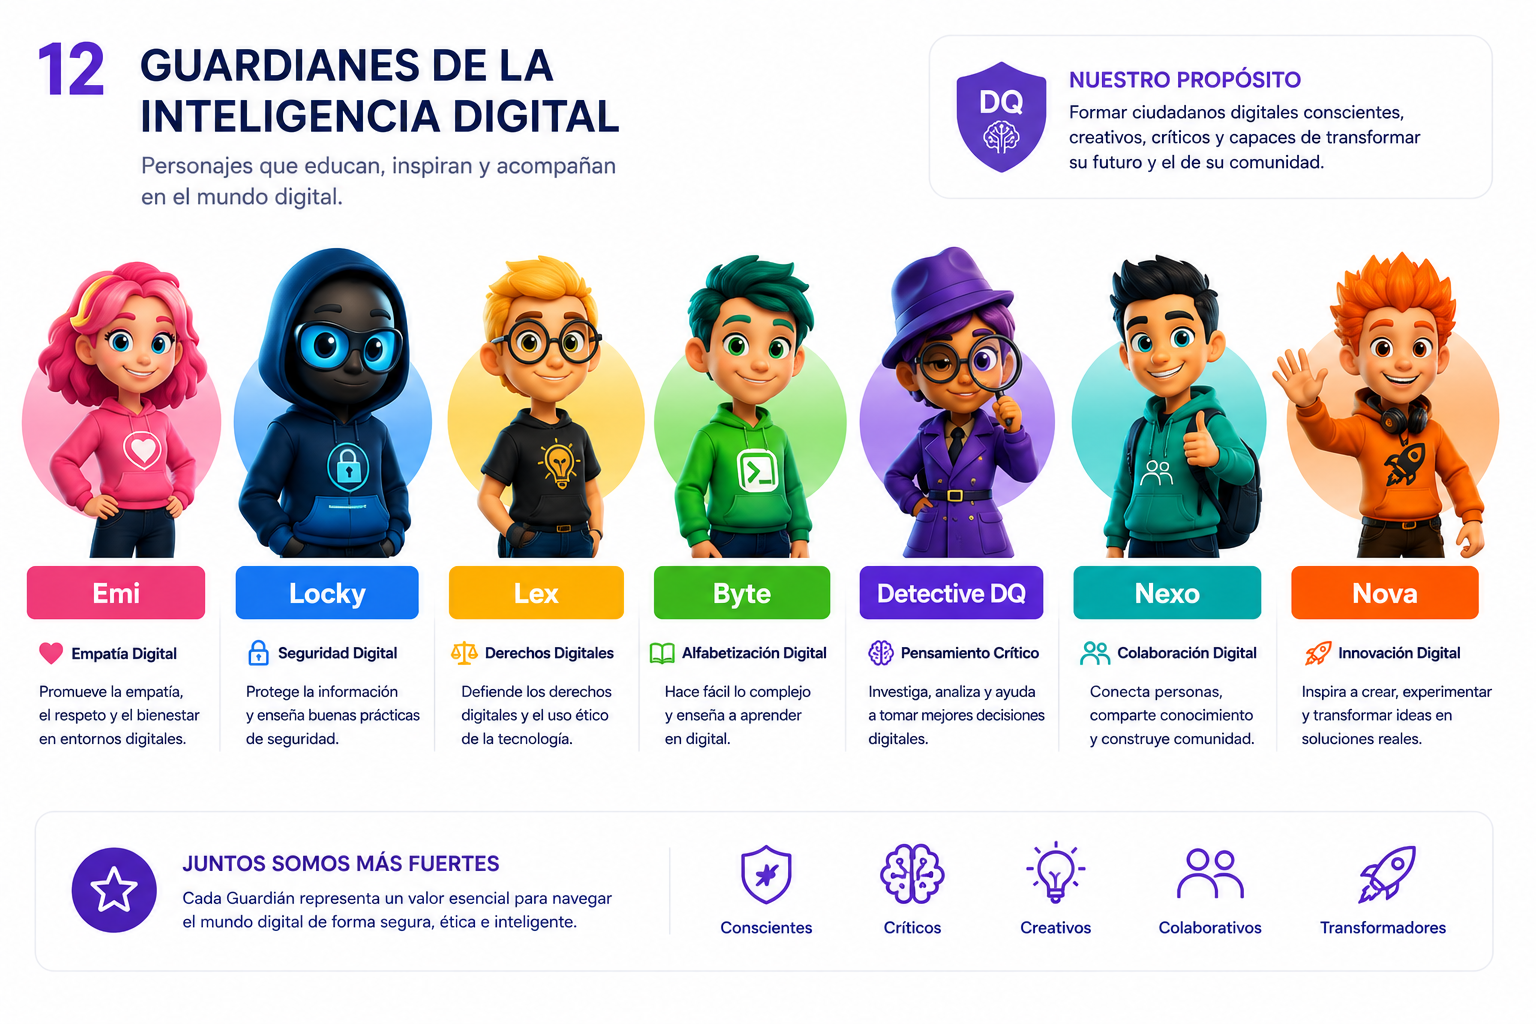 12
GUARDIANES DE LA
INTELIGENCIA DIGITAL
Personajes que educan, inspiran y acompañan
en el mundo digital.
DQ
NUESTRO PROPÓSITO
Formar ciudadanos digitales conscientes,
creativos, críticos y capaces de transformar
su futuro y el de su comunidad.
Emi
Empatía Digital
Promueve la empatía,
el respeto y el bienestar
en entornos digitales.
Locky
Seguridad Digital
Protege la información
y enseña buenas prácticas
de seguridad.
Lex
Derechos Digitales
Defiende los derechos
digitales y el uso ético
de la tecnología.
Byte
Alfabetización Digital
Hace fácil lo complejo
y enseña a aprender
en digital.
Detective DQ
Pensamiento Crítico
Investiga, analiza y ayuda
a tomar mejores decisiones
digitales.
Nexo
Colaboración Digital
Conecta personas,
comparte conocimiento
y construye comunidad.
Nova
Innovación Digital
Inspira a crear, experimentar
y transformar ideas en
soluciones reales.
JUNTOS SOMOS MÁS FUERTES
Cada Guardián representa un valor esencial para navegar
el mundo digital de forma segura, ética e inteligente.
Conscientes
Críticos
Creativos
Colaborativos
Transformadores